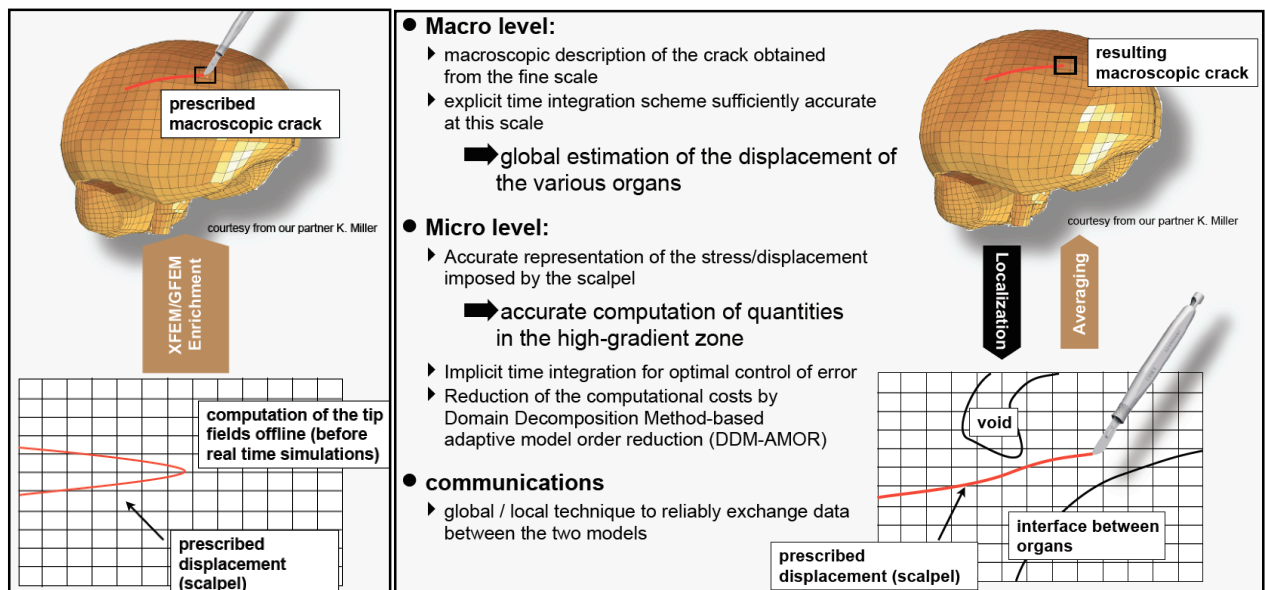 prescribed
macroscopic crack
courtesy from our partner K. Miller
XFEM/GFEM
Enrichment
computation of the tip
fields offline (before
real time simulations)
prescribed
displacement
(scalpel)
● Macro level:
macroscopic description of the crack obtained
from the fine scale
explicit time integration scheme sufficiently accurate
at this scale
global estimation of the displacement of
the various organs
● Micro level:
Accurate representation of the stress/displacement
imposed by the scalpel
accurate computation of quantities
in the high-gradient zone
Implicit time integration for optimal control of error
Reduction of the computational costs by
Domain Decomposition Method-based
adaptive model order reduction (DDM-AMOR)
● communications
global / local technique to reliably exchange data
between the two models
resulting
macroscopic crack
courtesy from our partner K. Miller
Localization
Averaging
void
interface between
organs
prescribed
displacement (scalpel)